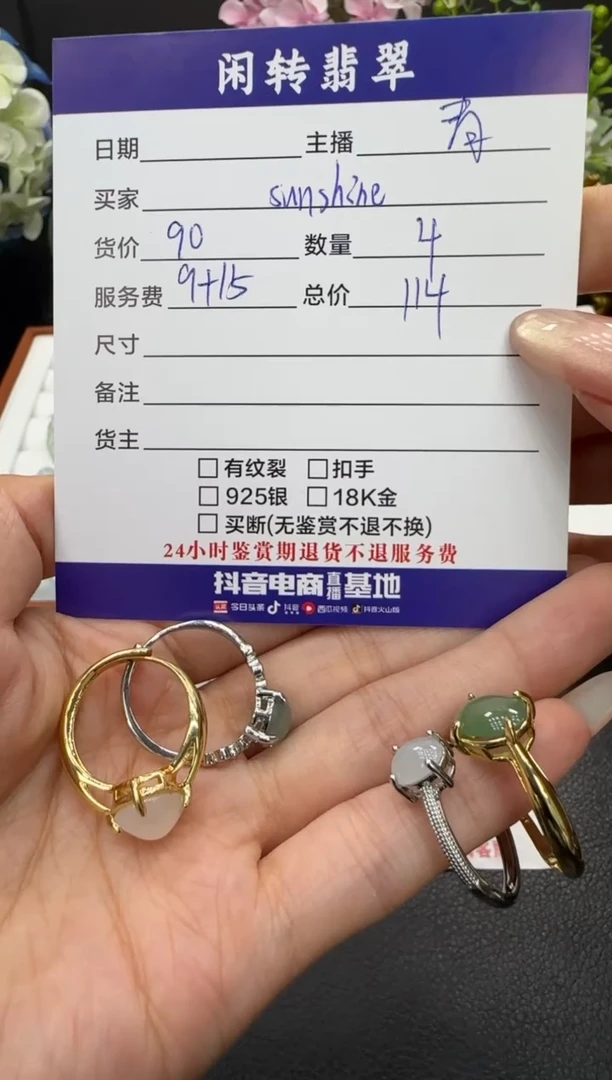 闲转翡翠
日期 主播 青
买家 sunshine
货价 90 数量 4
服务费 9+15 总价 114
尺寸
备注
货主
□ 有纹裂 □ 扣手
□ 925银 □ 18K金
□ 买断(无鉴赏不退不换)
24小时鉴赏期退货不退服务费
抖音电商直播基地
头条 今日头条 抖音 西瓜视频 抖音火山版